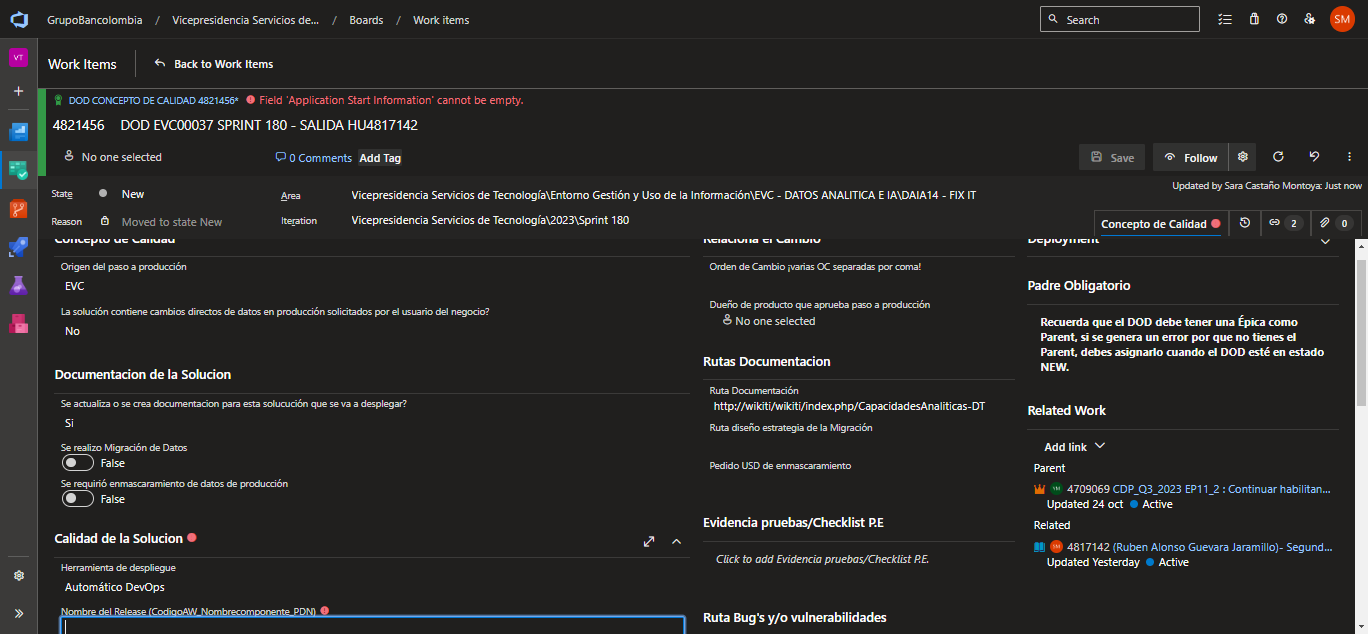 GrupoBancolombia / Vicepresidencia Servicios de... / Boards / Work items
Search
SM
VT
Work Items
Back to Work Items
DOD CONCEPTO DE CALIDAD 4821456* Field 'Application Start Information' cannot be empty.
4821456 DOD EVC00037 SPRINT 180 - SALIDA HU4817142
No one selected
0 Comments
Add Tag
Save
Follow
State
New
Area
Vicepresidencia Servicios de Tecnología\Entorno Gestión y Uso de la Información\EVC - DATOS ANALITICA E IA\DAIA14 - FIX IT
Updated by Sara Castaño Montoya: Just now
Reason
Moved to state New
Iteration
Vicepresidencia Servicios de Tecnología\2023\Sprint 180
Concepto de Calidad
2
0
Concepto de Calidad
Origen del paso a producción
EVC
La solución contiene cambios directos de datos en producción solicitados por el usuario del negocio?
No
Documentacion de la Solucion
Se actualiza o se crea documentacion para esta solucución que se va a desplegar?
Si
Se realizo Migración de Datos
False
Se requirió enmascaramiento de datos de producción
False
Calidad de la Solucion
Herramienta de despliegue
Automático DevOps
Nombre del Release (CodigoAW_Nombrecomponente_PDN)
Relaciona el Cambio
Orden de Cambio ¡varias OC separadas por coma!
Dueño de producto que aprueba paso a producción
No one selected
Rutas Documentacion
Ruta Documentación
http://wikiti/wikiti/index.php/CapacidadesAnaliticas-DT
Ruta diseño estrategia de la Migración
Pedido USD de enmascaramiento
Evidencia pruebas/Checklist P.E
Click to add Evidencia pruebas/Checklist P.E.
Ruta Bug's y/o vulnerabilidades
Deployment
Padre Obligatorio
Recuerda que el DOD debe tener una Épica como
Parent, si se genera un error por que no tienes el
Parent, debes asignarlo cuando el DOD esté en estado
NEW.
Related Work
Add link
Parent
YM 4709069 CDP_Q3_2023 EP11_2 : Continuar habilitan...
Updated 24 oct Active
Related
SM 4817142 (Ruben Alonso Guevara Jaramillo)- Segund...
Updated Yesterday Active